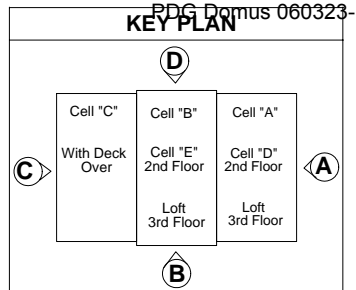 PDG Domus 060323-
KEY PLAN
D
Cell "C"
With Deck
Over
Cell "B"
Cell "E"
2nd Floor
Loft
3rd Floor
Cell "A"
Cell "D"
2nd Floor
Loft
3rd Floor
C
A
B